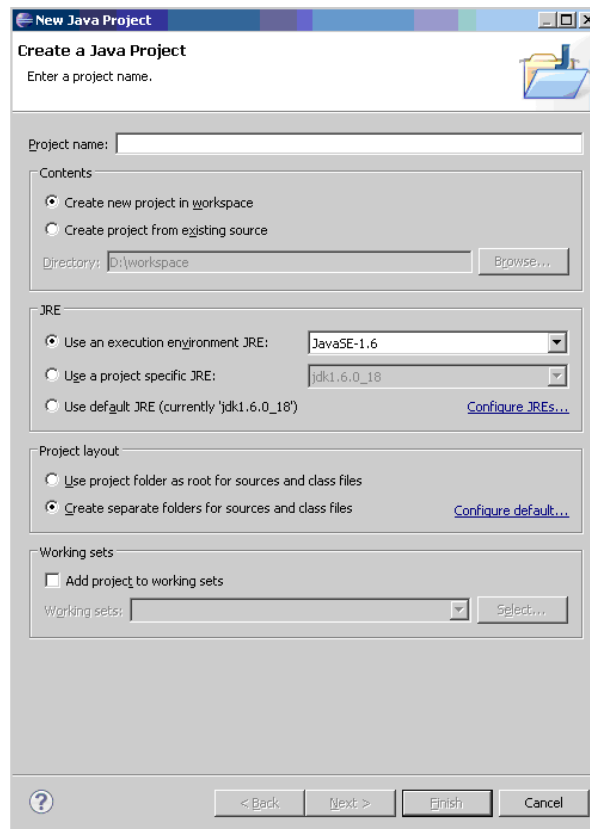 New Java Project
Create a Java Project
Enter a project name.
Project name:
Contents
Create new project in workspace
Create project from existing source
Directory: D:\workspace Browse...
JRE
Use an execution environment JRE: JavaSE-1.6
Use a project specific JRE: jdk1.6.0_18
Use default JRE (currently 'jdk1.6.0_18') Configure JREs...
Project layout
Use project folder as root for sources and class files
Create separate folders for sources and class files Configure default...
Working sets
Add project to working sets
Working sets: Select...
? < Back Next > Finish Cancel